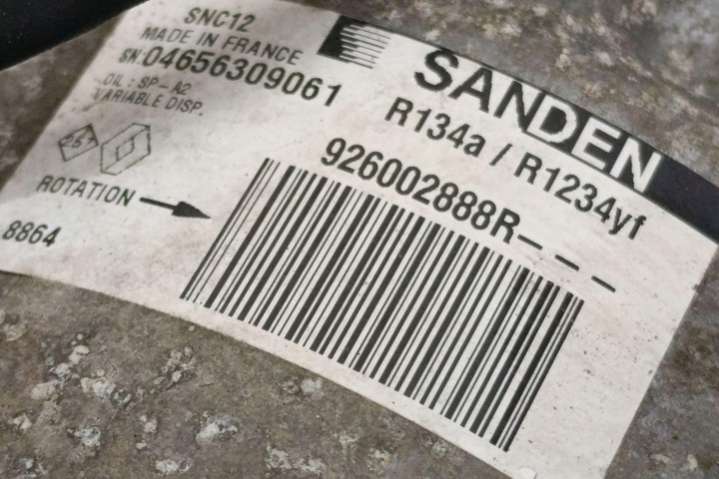 SNC12
MADE IN FRANCE
SN:04656309061
OIL : SP-A2
VARIABLE DISP.
SANDEN
R134a / R1234yf
926002888R---
ROTATION
8864